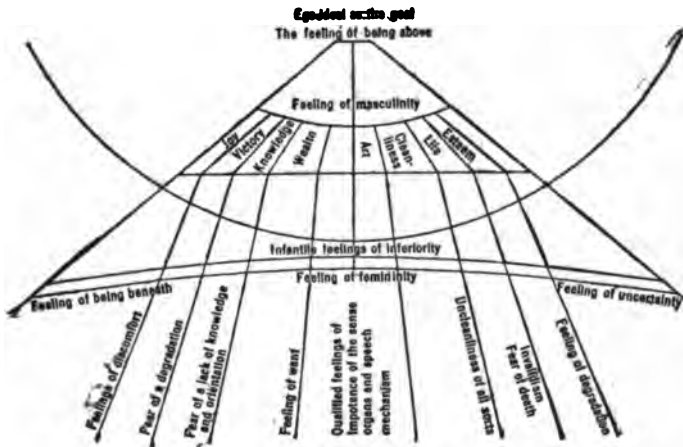 The feeling of being above
Feeling of masculinity
Joy
Victory
Knowledge
Wealth
Art
Clean-
liness
Life
Esteem
Infantile feelings of inferiority
Feeling of femininity
Feeling of being beneath
Feeling of uncertainty
Feelings of discomfort
Fear of a degradation
Fear of a lack of knowledge
and orientation
Feeling of want
Qualified feelings of
impotence of the sense
organs and speech
mechanism
Uncleanliness of all sorts
Invalidism
Fear of death
Feeling of degradation